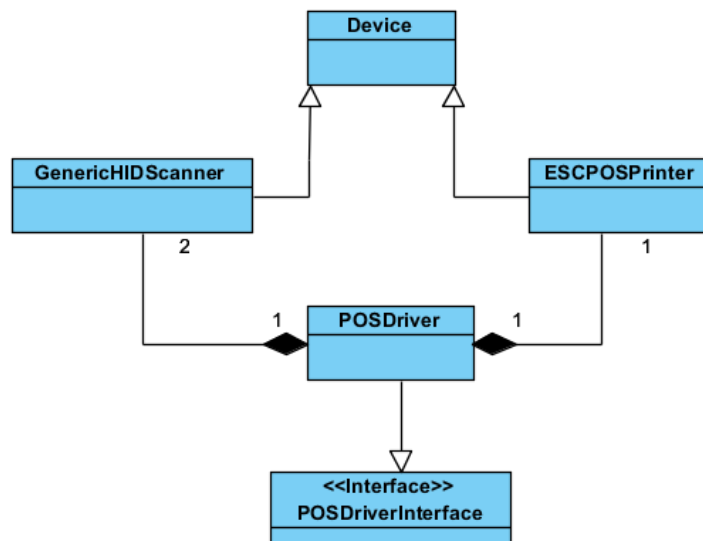 Device
GenericHIDScanner
ESCPOSPrinter
2
1
1
POSDriver
1
<<Interface>>
POSDriverInterface